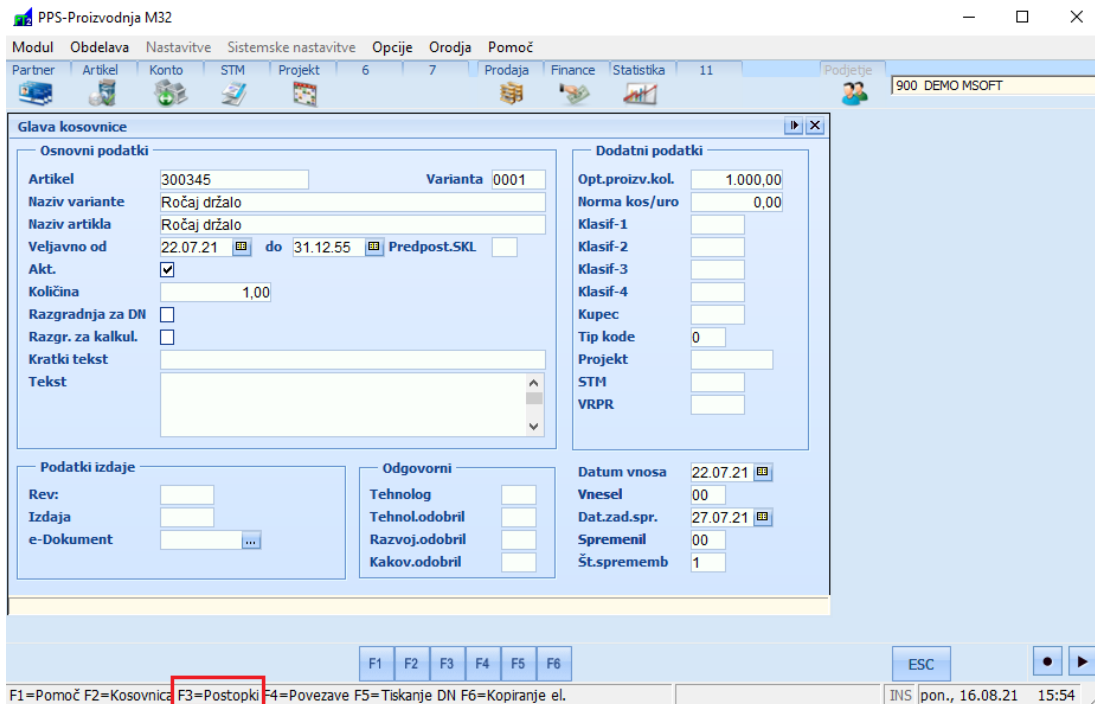 PPS-Proizvodnja M32
Modul Obdelava Nastavitve Sistemske nastavitve Opcije Orodja Pomoč
Partner Artikel Konto STM Projekt 6 7 Prodaja Finance Statistika 11 Podjetje
900 DEMO MSOFT
Glava kosovnice
Osnovni podatki
Artikel 300345 Varianta 0001
Naziv variante Ročaj držalo
Naziv artikla Ročaj držalo
Veljavno od 22.07.21 do 31.12.55 Predpost.SKL
Akt.
Količina 1,00
Razgradnja za DN
Razgr. za kalkul.
Kratki tekst
Tekst
Dodatni podatki
Opt.proizv.kol. 1.000,00
Norma kos/uro 0,00
Klasif-1
Klasif-2
Klasif-3
Klasif-4
Kupec
Tip kode 0
Projekt
STM
VRPR
Podatki izdaje
Rev:
Izdaja
e-Dokument ...
Odgovorni
Tehnolog
Tehnol.odobril
Razvoj.odobril
Kakov.odobril
Datum vnosa 22.07.21
Vnesel 00
Dat.zad.spr. 27.07.21
Spremenil 00
Št.sprememb 1
F1 F2 F3 F4 F5 F6 ESC
F1=Pomoč F2=Kosovnica F3=Postopki F4=Povezave F5=Tiskanje DN F6=Kopiranje el. INS pon., 16.08.21 15:54